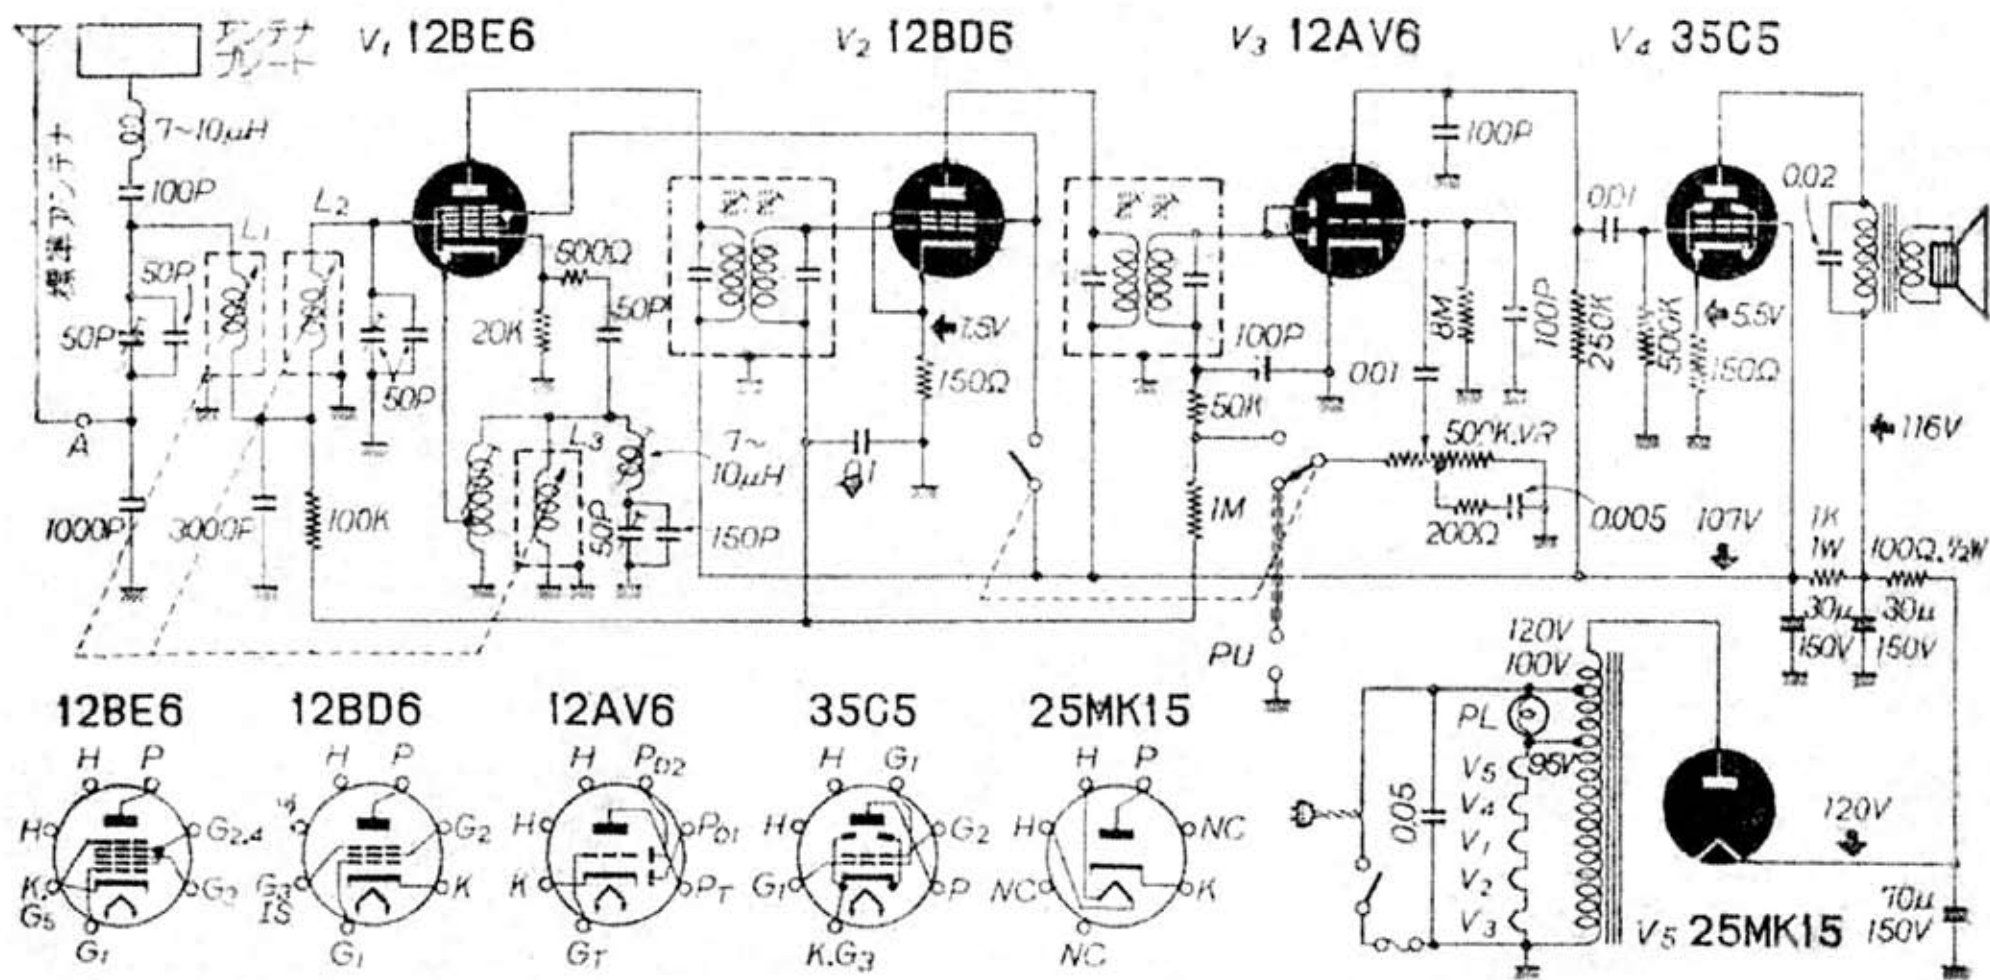 アンテナ
プレート
標準アンテナ
V1 12BE6
V2 12BD6
V3 12AV6
V4 35C5
7~10μH
100P
L1
L2
50P
50P
50P
A
1000P
3000P
100K
500Ω
20K
50P
L3
7~
10μH
50P
150P
1.5V
150Ω
0.1
100P
100P
50K
1M
0.01
8M
100P
500K.VR
200Ω
0.005
PU
250K
0.01
500K
5.5V
150Ω
0.02
116V
107V
1K
1W
100Ω.½W
30μ
150V
30μ
150V
120V
100V
PL
95V
V5
V4
V1
V2
V3
0.05
120V
70μ
150V
V5 25MK15
12BE6
H
P
H
G2.4
K.
G5
G3
G1
12BD6
H
P
G2
G3
IS
K
G1
12AV6
H
PD2
H
PD1
K
PT
GT
35C5
H
G1
H
G2
G1
P
K.G3
25MK15
H
P
H
NC
NC
K
NC